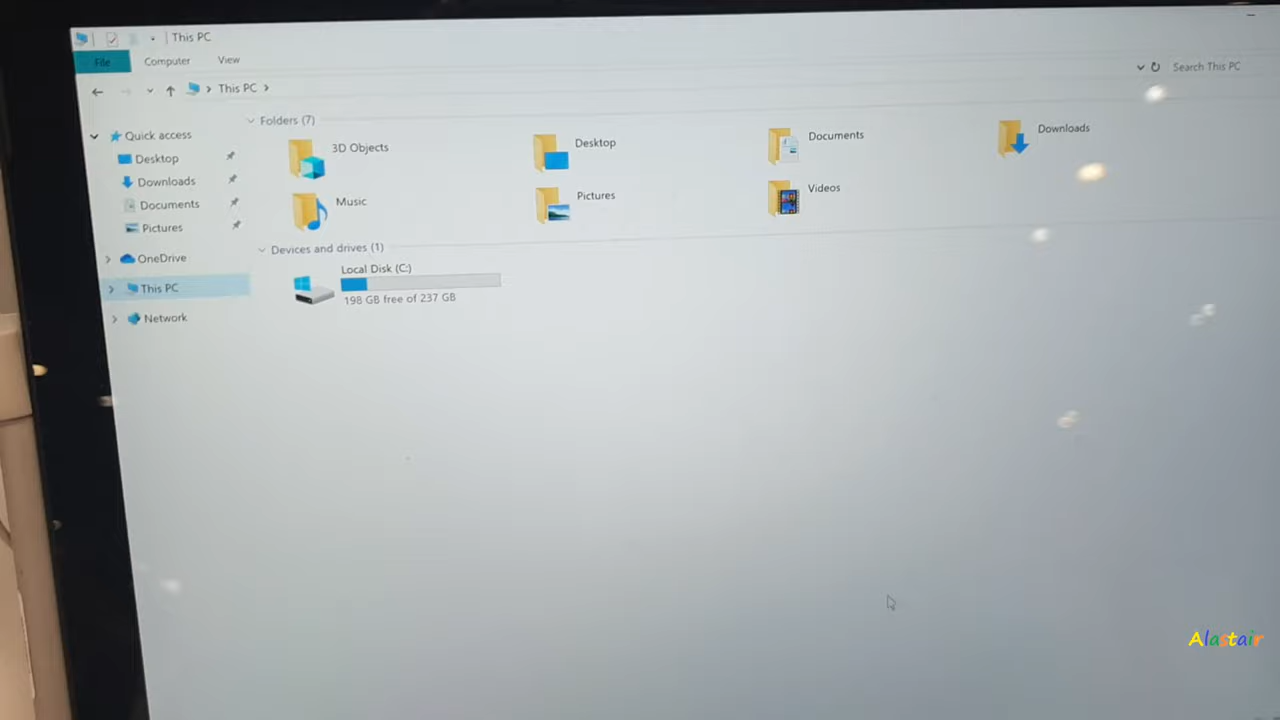 This PC
File Computer View
Search This PC
This PC
Quick access
Desktop
Downloads
Documents
Pictures
OneDrive
This PC
Network
Folders (7)
3D Objects
Desktop
Documents
Downloads
Music
Pictures
Videos
Devices and drives (1)
Local Disk (C:)
198 GB free of 237 GB
Alastair